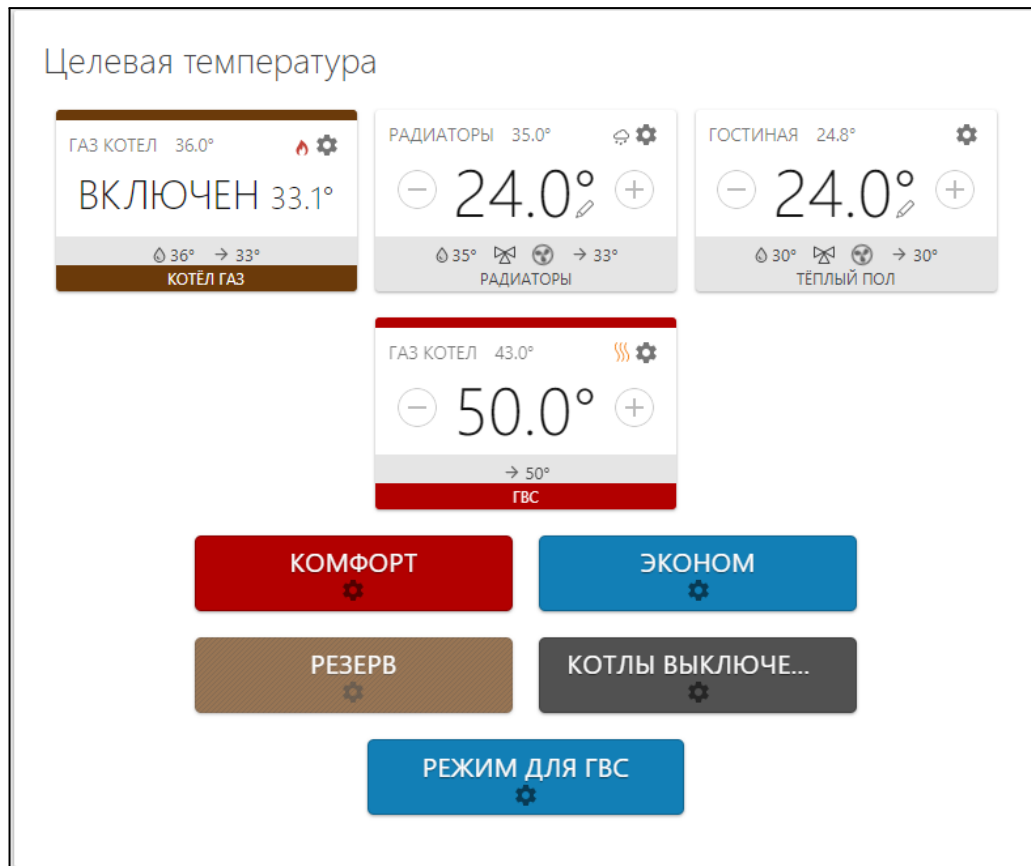 Целевая температура
ГАЗ КОТЕЛ 36.0°
ВКЛЮЧЕН 33.1°
36° → 33°
КОТЁЛ ГАЗ
РАДИАТОРЫ 35.0°
24.0°
35° → 33°
РАДИАТОРЫ
ГОСТИНАЯ 24.8°
24.0°
30° → 30°
ТЁПЛЫЙ ПОЛ
ГАЗ КОТЕЛ 43.0°
50.0°
→ 50°
ГВС
КОМФОРТ
ЭКОНОМ
РЕЗЕРВ
КОТЛЫ ВЫКЛЮЧЕ...
РЕЖИМ ДЛЯ ГВС